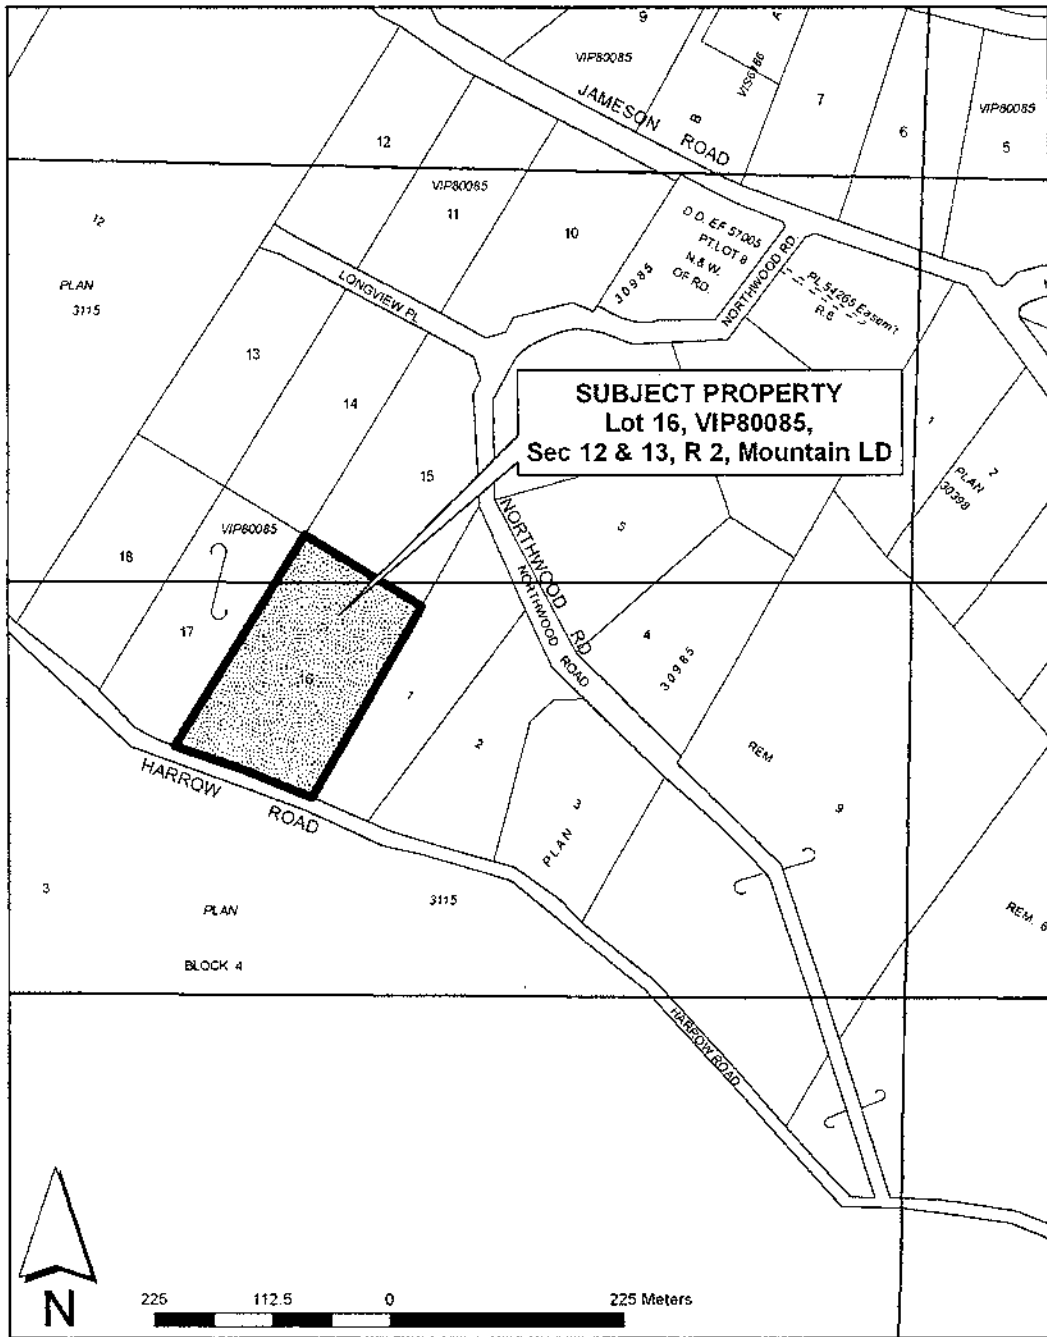 9
VIP80085
VIS6786
A
B
7
6
VIP80085
5
JAMESON ROAD
12
VIP80085
11
10
D.D. EF 57005
PT.LOT 8
N.& W.
OF RD.
30985
NORTHWOOD RD.
PL 54265 Easem't
R.8
12
PLAN
3115
LONGVIEW PL
13
14
15
SUBJECT PROPERTY
Lot 16, VIP80085,
Sec 12 & 13, R 2, Mountain LD
1
2
PLAN
30398
5
NORTHWOOD RD
NORTHWOOD ROAD
VIP80085
18
17
16
1
2
4
30985
REM
9
3
PLAN
HARROW ROAD
3
PLAN
3115
BLOCK 4
REM. 6
HARROW ROAD
N
225 112.5 0 225 Meters